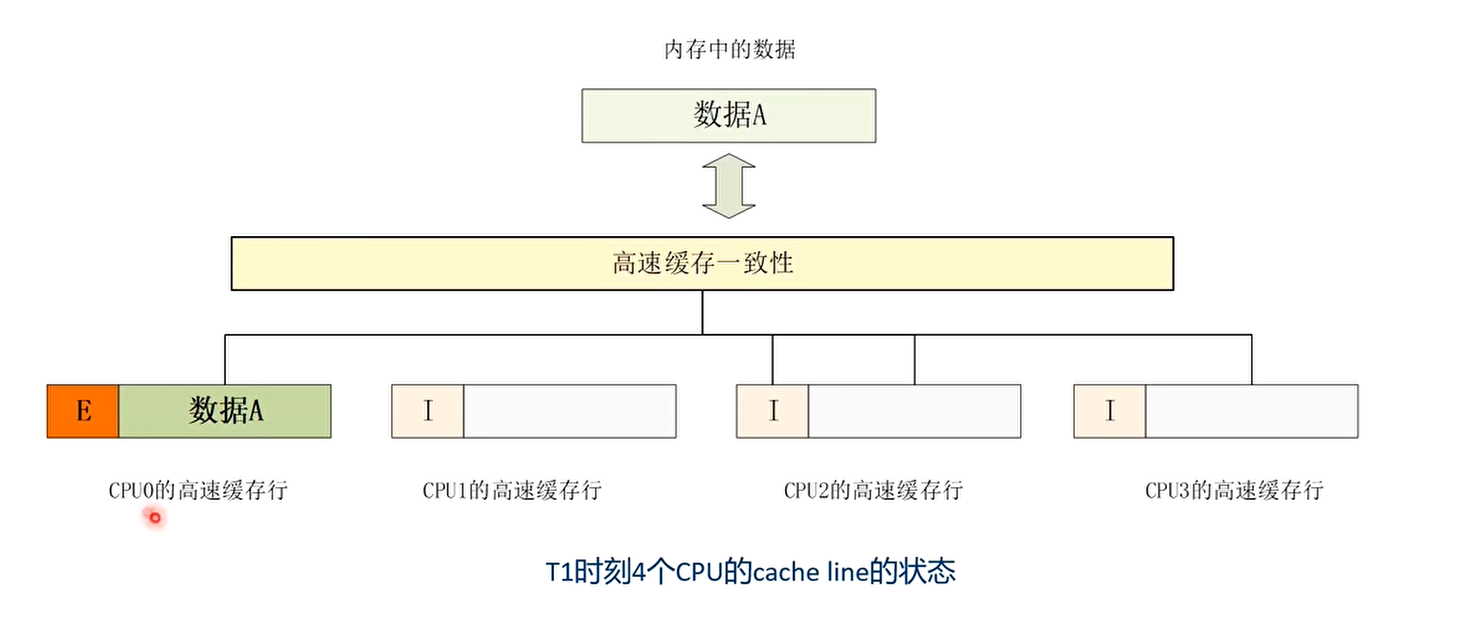 内存中的数据
数据A
高速缓存一致性
E 数据A
I
I
I
CPU0的高速缓存行
CPU1的高速缓存行
CPU2的高速缓存行
CPU3的高速缓存行
T1时刻4个CPU的cache line的状态